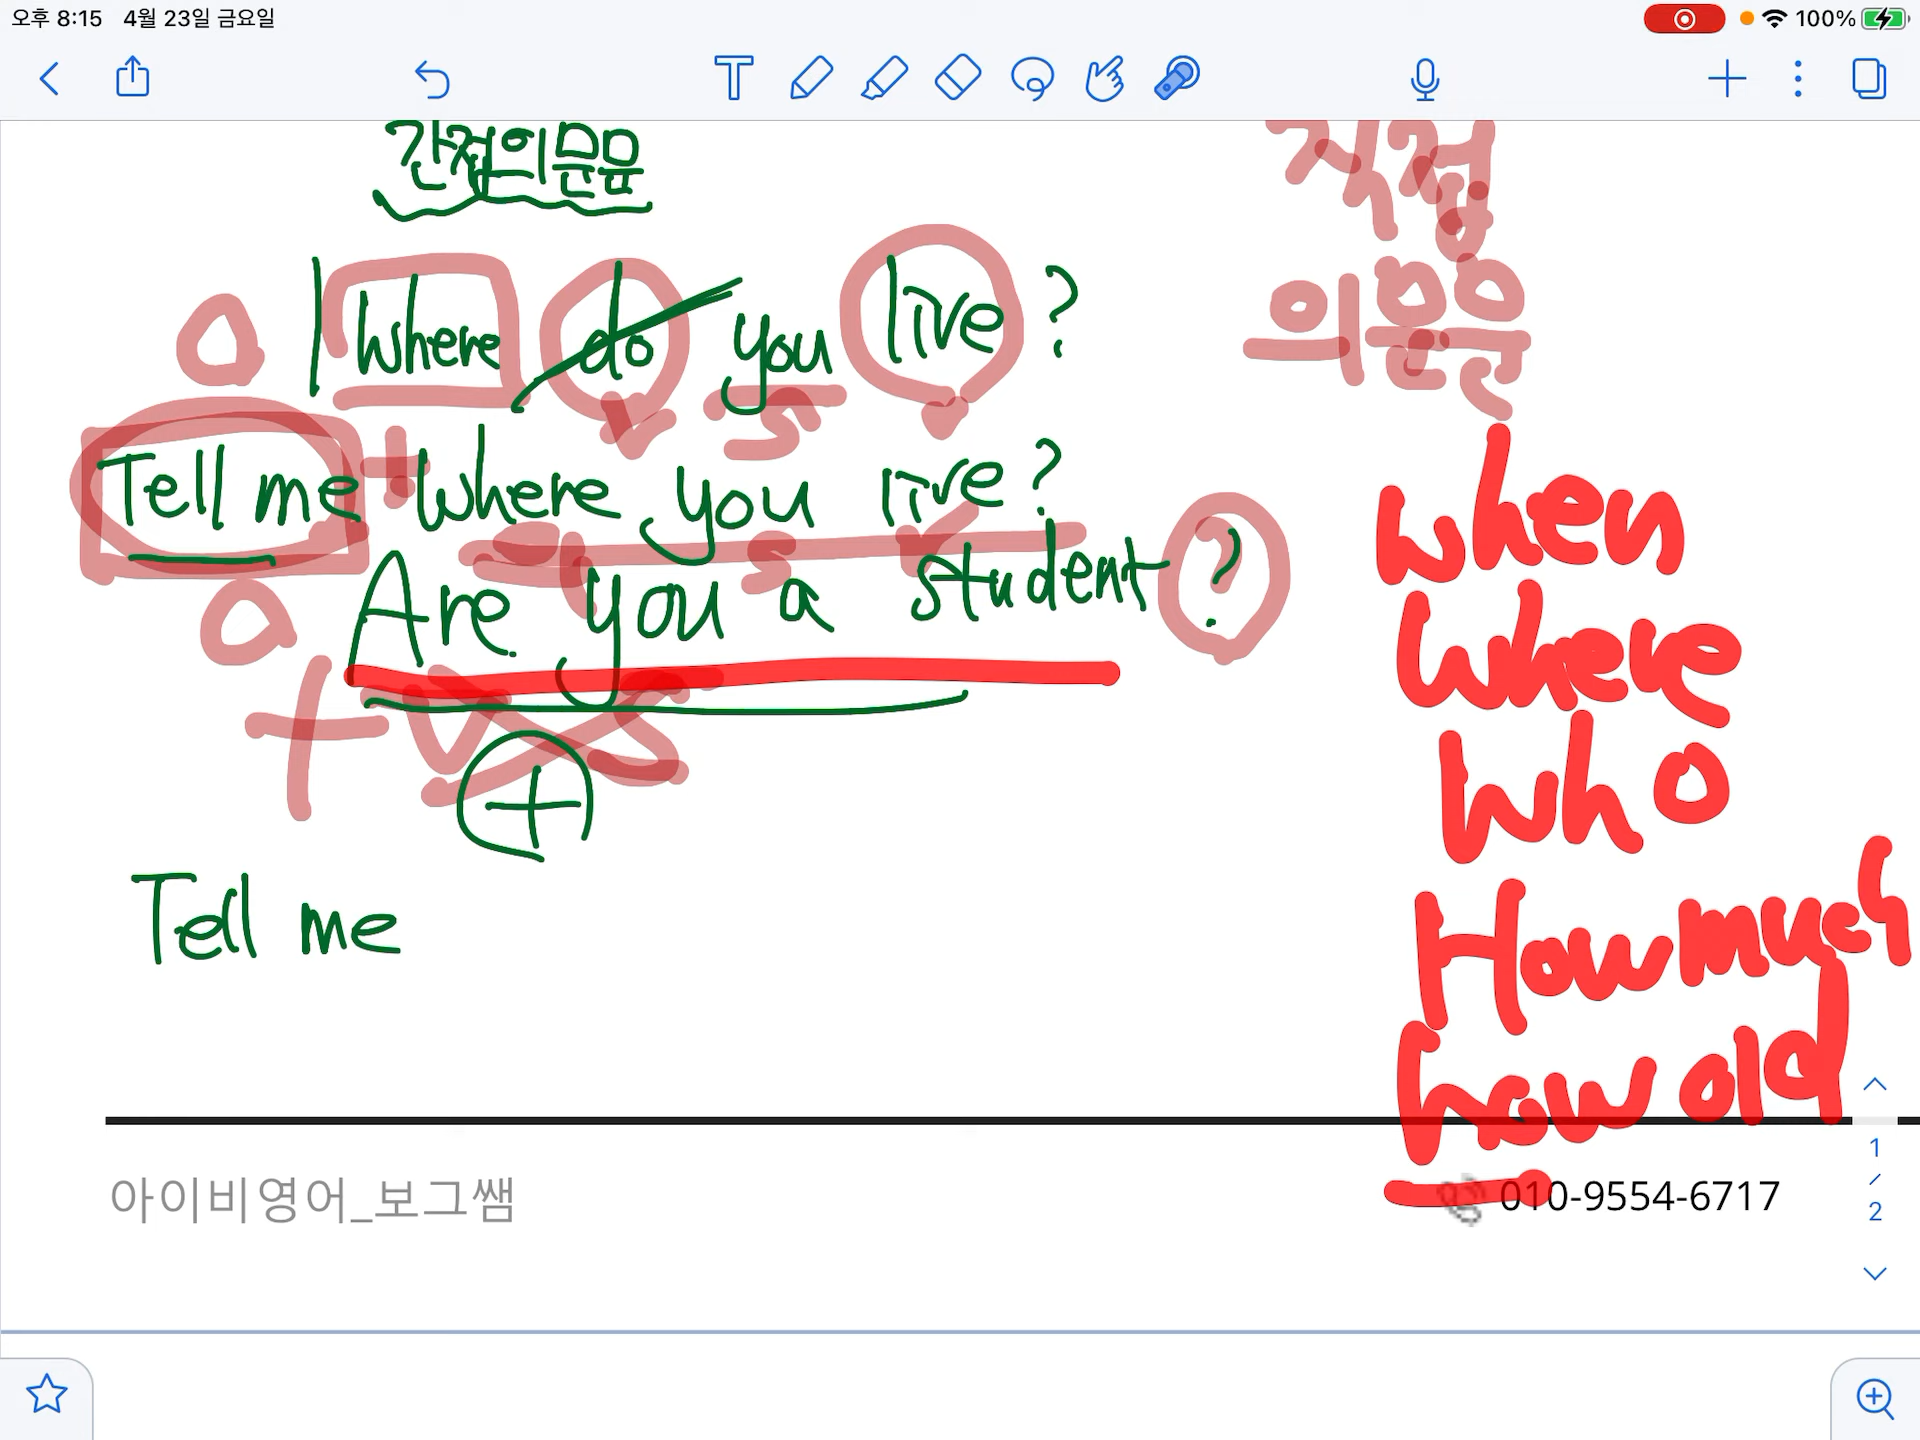 오후 8:15 4월 23일 금요일
100%
간접의문문
직접
의문문
Where do you live?
O
V S V
Tell me + Where you live?
S V
O
Are you a student?
+ V S
+
Tell me
when
where
who
How much
how old
아이비영어_보그쌤
010-9554-6717
1
/
2